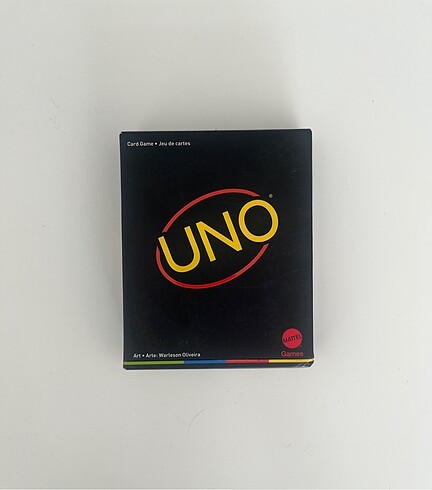 Card Game • Jeu de cartes
UNO®
MATTEL
Games
Art • Arte: Warleson Oliveira